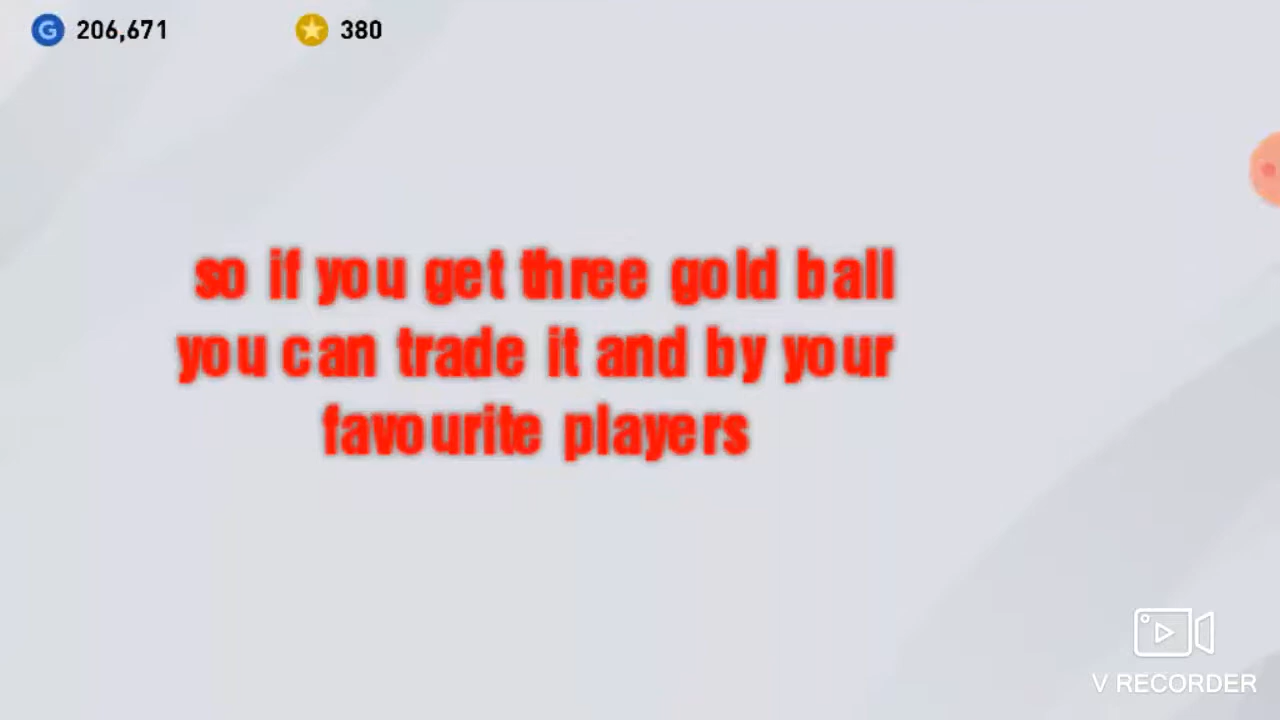 G 206,671 380
so if you get three gold ball
you can trade it and by your
favourite players
V RECORDER